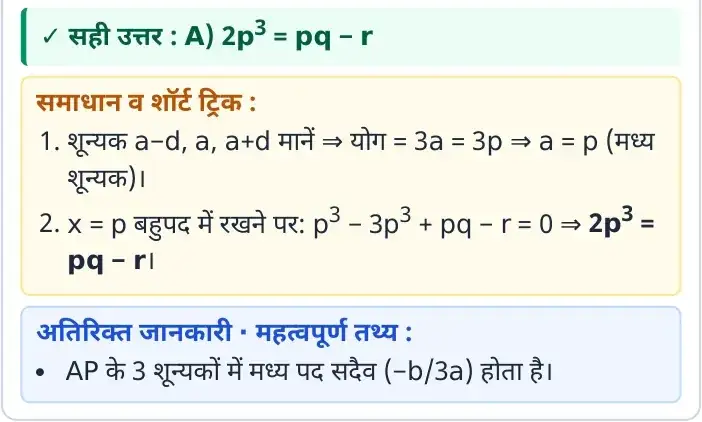 ✓ सही उत्तर : A) 2p³ = pq − r
समाधान व शॉर्ट ट्रिक :
1. शून्यक a−d, a, a+d मानें ⇒ योग = 3a = 3p ⇒ a = p (मध्य
शून्यक)।
2. x = p बहुपद में रखने पर: p³ − 3p³ + pq − r = 0 ⇒ 2p³ =
pq − r।
अतिरिक्त जानकारी · महत्वपूर्ण तथ्य :
• AP के 3 शून्यकों में मध्य पद सदैव (−b/3a) होता है।